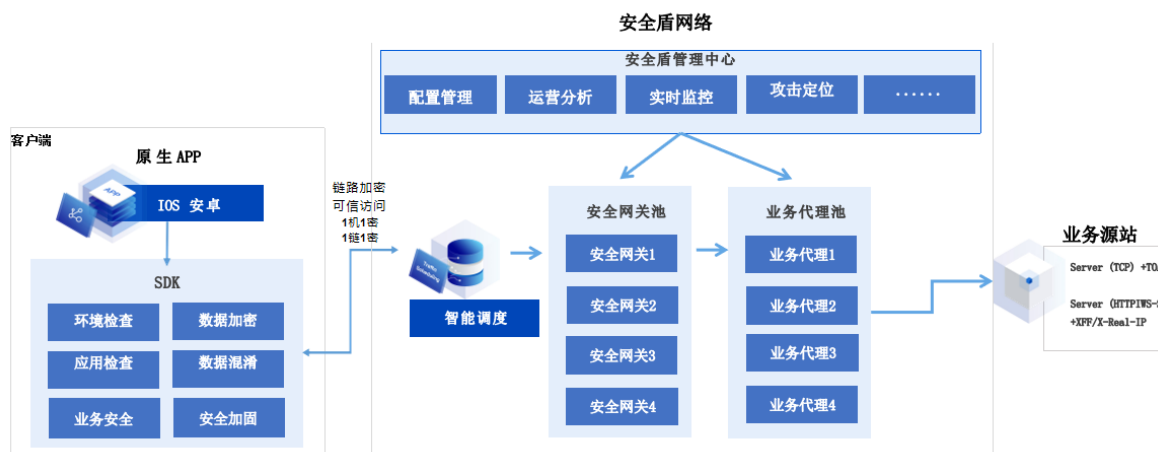 安全盾网络
安全盾管理中心
配置管理
运营分析
实时监控
攻击定位
······
客户端
原生APP
APP
IOS 安卓
SDK
环境检查
数据加密
应用检查
数据混淆
业务安全
安全加固
链路加密
可信访问
1机1密
1链1密
Traffic
Scheduling
智能调度
安全网关池
安全网关1
安全网关2
安全网关3
安全网关4
业务代理池
业务代理1
业务代理2
业务代理3
业务代理4
业务源站
Server (TCP) +TOA
Server (HTTPIWS-S
+XFF/X-Real-IP